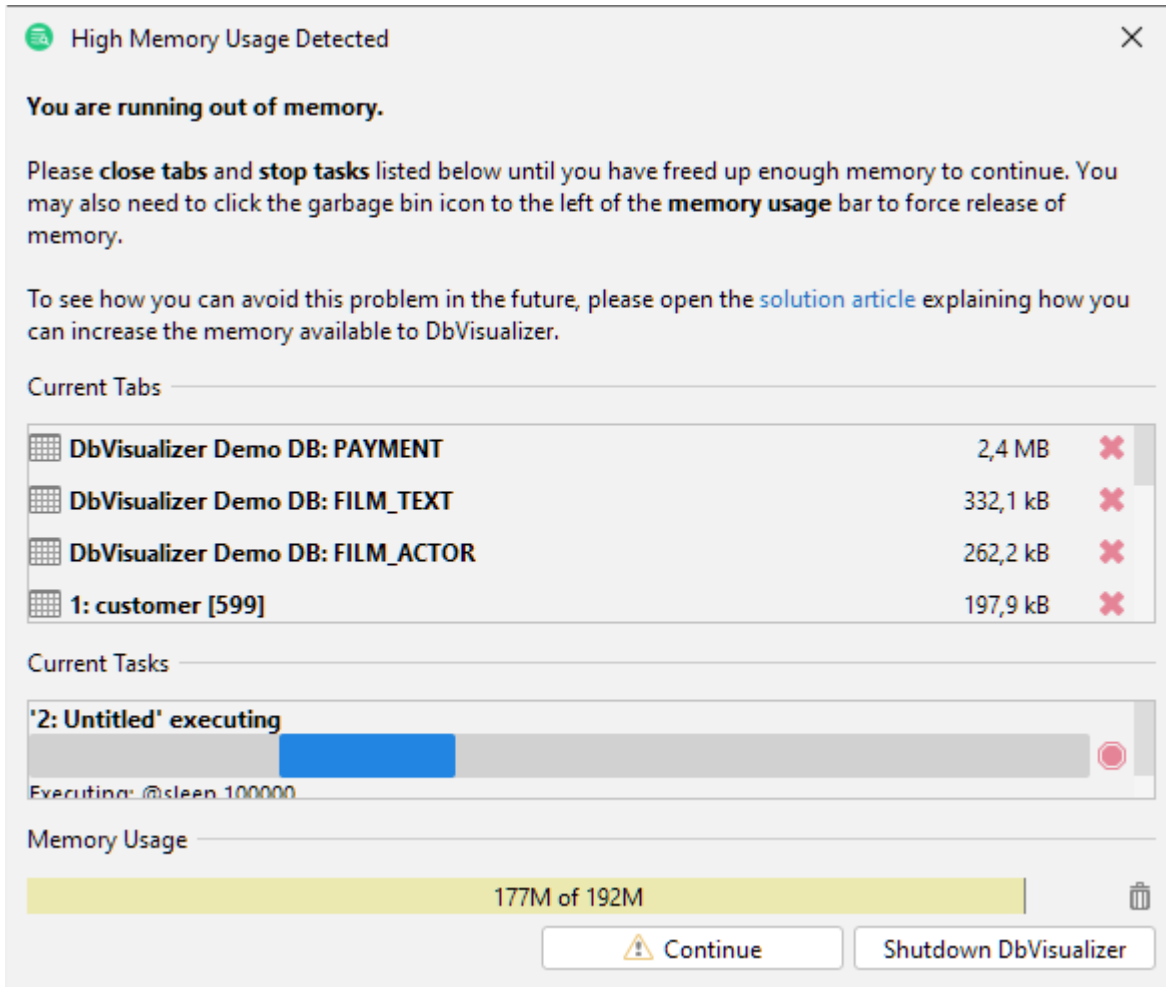 High Memory Usage Detected
You are running out of memory.
Please close tabs and stop tasks listed below until you have freed up enough memory to continue. You
may also need to click the garbage bin icon to the left of the memory usage bar to force release of
memory.
To see how you can avoid this problem in the future, please open the solution article explaining how you
can increase the memory available to DbVisualizer.
Current Tabs
DbVisualizer Demo DB: PAYMENT 2,4 MB
DbVisualizer Demo DB: FILM_TEXT 332,1 kB
DbVisualizer Demo DB: FILM_ACTOR 262,2 kB
1: customer [599] 197,9 kB
Current Tasks
'2: Untitled' executing
Executing: @sleep 100000
Memory Usage
177M of 192M
Continue Shutdown DbVisualizer